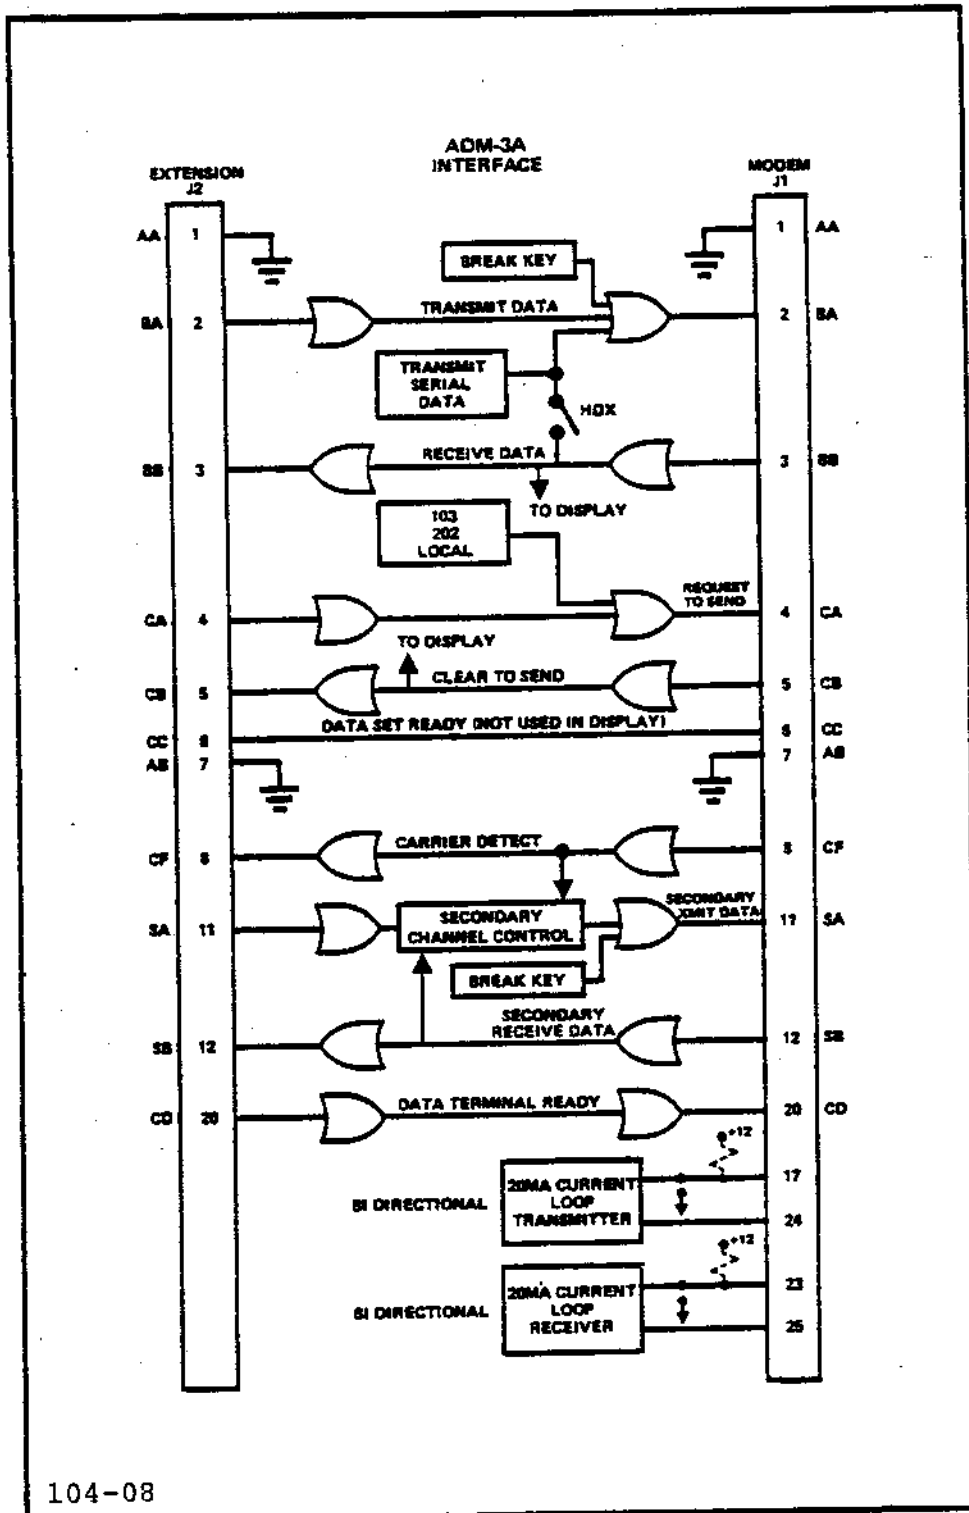 ADM-3A
INTERFACE
EXTENSION
J2
MODEM
J1
AA 1
1 AA
BREAK KEY
BA 2
TRANSMIT DATA
2 BA
TRANSMIT
SERIAL
DATA
HDX
BB 3
RECEIVE DATA
3 BB
TO DISPLAY
103
202
LOCAL
REQUEST
TO SEND
CA 4
4 CA
TO DISPLAY
CB 5
CLEAR TO SEND
5 CB
DATA SET READY (NOT USED IN DISPLAY)
CC 6
6 CC
AB 7
7 AB
CF 8
CARRIER DETECT
8 CF
SECONDARY
XMIT DATA
SA 11
SECONDARY
CHANNEL CONTROL
11 SA
BREAK KEY
SECONDARY
RECEIVE DATA
SB 12
12 SB
CD 20
DATA TERMINAL READY
20 CD
+12
BI DIRECTIONAL
20MA CURRENT
LOOP
TRANSMITTER
17
24
+12
BI DIRECTIONAL
20MA CURRENT
LOOP
RECEIVER
23
25
104-08